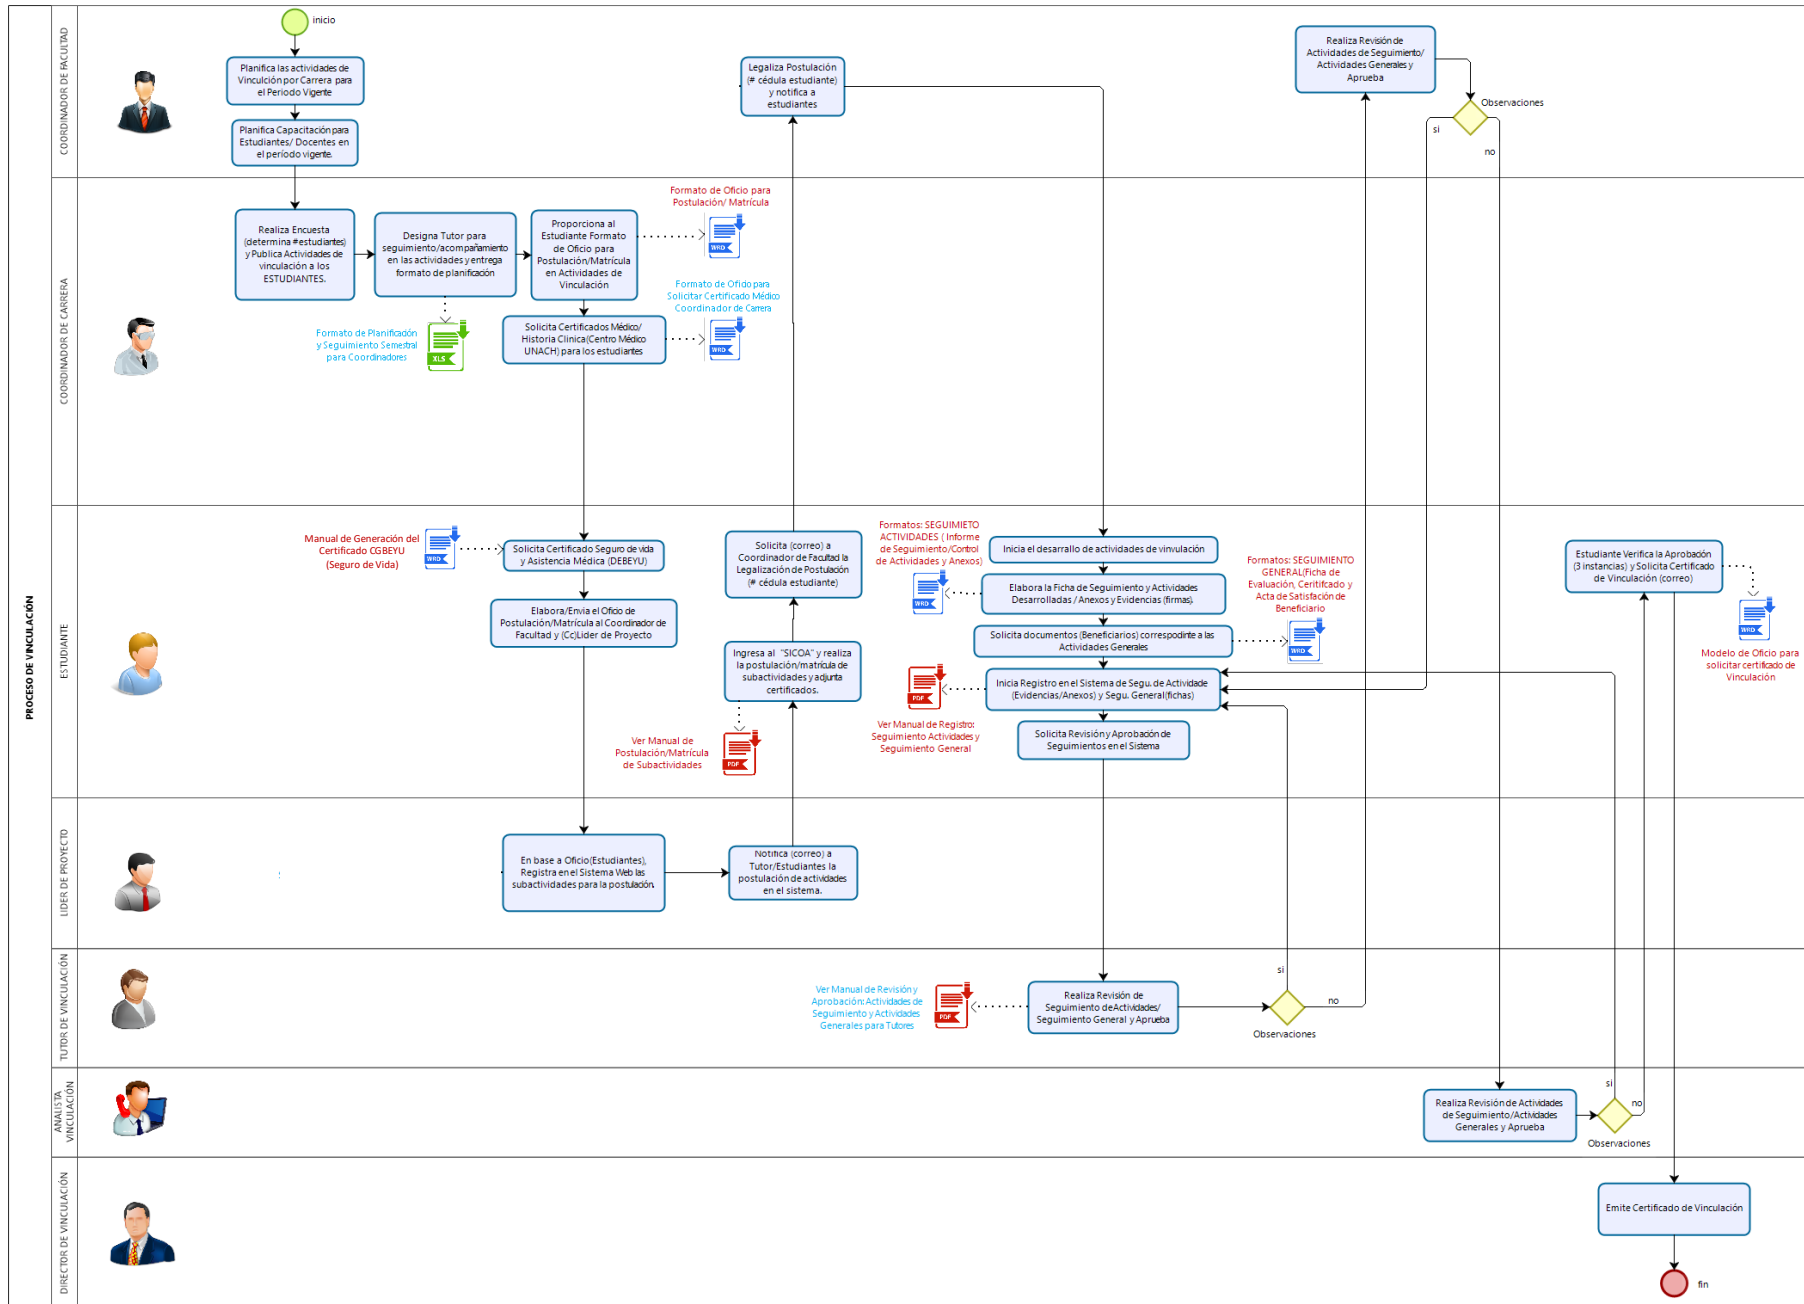 PROCESO DE VINCULACIÓN
COORDINADOR DE FACULTAD
inicio
Planifica las actividades de
Vinculción por Carrera para
el Periodo Vigente
Planifica Capacitación para
Estudiantes/ Docentes en
el período vigente.
Legaliza Postulación
(# cédula estudiante)
y notifica a
estudiantes
Realiza Revisión de
Actividades de Seguimiento/
Actividades Generales y
Aprueba
Observaciones
si
no
COORDINADOR DE CARRERA
Realiza Encuesta
(determina #estudiantes)
y Publica Actividades de
vinculación a los
ESTUDIANTES.
Designa Tutor para
seguimiento/acompañamiento
en las actividades y entrega
formato de planificación
Proporciona al
Estudiante Formato
de Oficio para
Postulación/Matrícula
en Actividades de
Vinculación
Formato de Oficio para
Postulación/ Matrícula
WRD
Formato de Planificación
y Seguimiento Semestral
para Coordinadores
XLS
Solicita Certificados Médico/
Historia Clinica(Centro Médico
UNACH) para los estudiantes
Formato de Oficio para
Solicitar Certificado Médico
Coordinador de Carrera
WRD
ESTUDIANTE
Manual de Generación del
Certificado CGBEYU
(Seguro de Vida)
WRD
Solicita Certificado Seguro de vida
y Asistencia Médica (DEBEYU)
Elabora/Envia el Oficio de
Postulación/Matrícula al Coordinador de
Facultad y (Cc)Lider de Proyecto
Solicita (correo) a
Coordinador de Facultad la
Legalización de Postulación
(# cédula estudiante)
Ingresa al "SICOA" y realiza
la postulación/matrícula de
subactividades y adjunta
certificados.
Ver Manual de
Postulación/Matrícula
de Subactividades
PDF
Formatos: SEGUIMIETO
ACTIVIDADES ( Informe
de Seguimiento/Control
de Actividades y Anexos)
WRD
Inicia el desarrallo de actividades de vinvulación
Elabora la Ficha de Seguimiento y Actividades
Desarrolladas / Anexos y Evidencias (firmas).
Solicita documentos (Beneficiarios) correspodinte a las
Actividades Generales
Formatos: SEGUIMIENTO
GENERAL(Ficha de
Evaluación, Ceritifcado y
Acta de Satisfación de
Beneficiario
WRD
Inicia Registro en el Sistema de Segu. de Actividade
(Evidencias/Anexos) y Segu. General(fichas)
PDF
Ver Manual de Registro:
Seguimiento Actividades y
Seguimiento General
Solicita Revisión y Aprobación de
Seguimientos en el Sistema
Estudiante Verifica la Aprobación
(3 instancias) y Solicita Certificado
de Vinculación (correo)
WRD
Modelo de Oficio para
solicitar certificado de
Vinculación
LIDER DE PROYECTO
En base a Oficio(Estudiantes),
Registra en el Sistema Web las
subactividades para la postulación.
Notifica (correo) a
Tutor/Estudiantes la
postulación de actividades
en el sistema.
TUTOR DE VINCULACIÓN
Ver Manual de Revisión y
Aprobación: Actividades de
Seguimiento y Actividades
Generales para Tutores
PDF
Realiza Revisión de
Seguimiento deActividades/
Seguimiento General y Aprueba
si
no
Observaciones
ANALISTA
VINCULACIÓN
Realiza Revisión de Actividades
de Seguimiento/Actividades
Generales y Aprueba
si
no
Observaciones
DIRECTOR DE VINCULACIÓN
Emite Certificado de Vinculación
fin